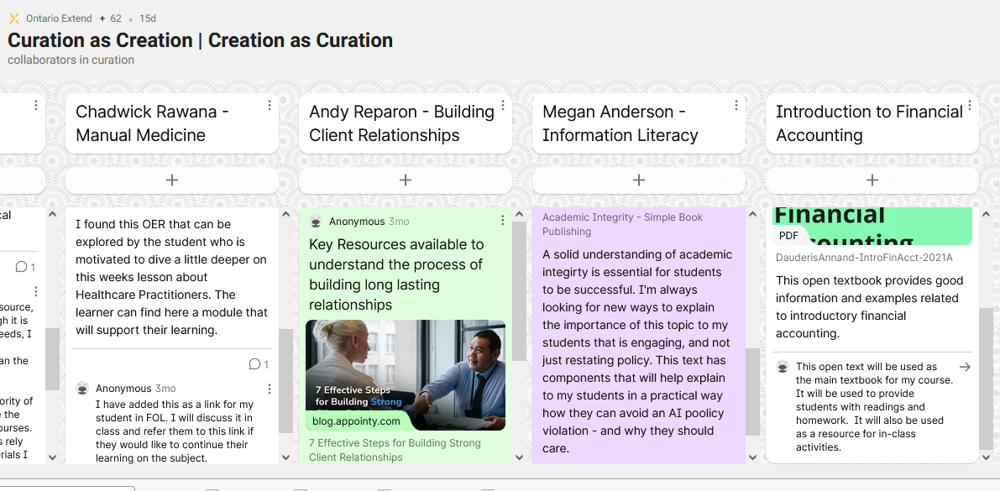 Ontario Extend + 62 • 15d
Curation as Creation | Creation as Curation
collaborators in curation
cal
1
source,
gh it is
eeds, I
an the
ority of
e the
ourses.
s rely
erials I
Chadwick Rawana -
Manual Medicine
+
I found this OER that can be
explored by the student who is
motivated to dive a little deeper on
this weeks lesson about
Healthcare Practitioners. The
learner can find here a module that
will support their learning.
1
Anonymous 3mo
I have added this as a link for my
student in FOL. I will discuss it in
class and refer them to this link if
they would like to continue their
learning on the subject.
Andy Reparon - Building
Client Relationships
+
Anonymous 3mo
Key Resources available to
understand the process of
building long lasting
relationships
7 Effective Steps
for Building Strong
blog.appointy.com
7 Effective Steps for Building Strong
Client Relationships
Megan Anderson -
Information Literacy
+
Academic Integrity - Simple Book
Publishing
A solid understanding of academic
integirty is essential for students
to be successful. I'm always
looking for new ways to explain
the importance of this topic to my
students that is engaging, and not
just restating policy. This text has
components that will help explain
to my students in a practical way
how they can avoid an AI poolicy
violation - and why they should
care.
Introduction to Financial
Accounting
+
Financial
counting
PDF
DauderisAnnand-IntroFinAcct-2021A
This open textbook provides good
information and examples related
to introductory financial
accounting.
This open text will be used as
the main textbook for my course.
It will be used to provide
students with readings and
homework. It will also be used
as a resource for in-class
activities.